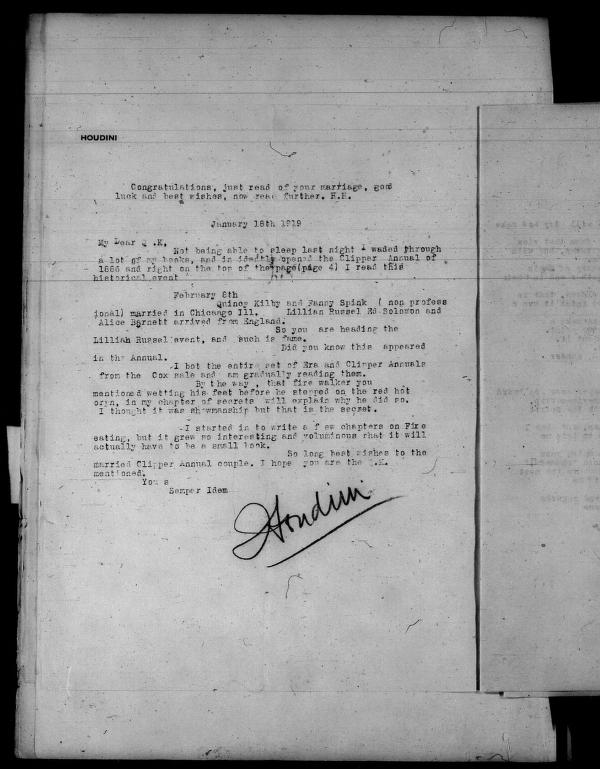 HOUDINI
Congratulations, just read of your marriage, good
luck and best wishes, now read further. H.H.
January 18th 1919
My Dear Q .K.
Not being able to sleep last night I waded through
a lot of my books, and in idly opened the Clipper Annual of
1886 and right on the top of the page(page 4) I read this
historical event
February 8th
Quincy Kilby and Fanny Spink ( non profess
ional) married in Chicaogo Ill. Lillian Russel Ed Solomon and
Alice Barnett arrived from England.
So you are heading the
Lilliah Russel event, and such is fame.
Did you know this appeared
in the Annual.
I bot the entire set of Era and Clipper Annuals
from the Cox sale and am gradually reading them.
By the way , that fire walker you
mentioned wetting his feet before he stepped on the red hot
in my chapter of secrets will explain why he did so.
I thought it was showmanship but that is the secret.
-I started in to write a few chapters on Fire
eating, but it grew so interesting and voluminous that it will
actually have to be a small book.
So long best wishes to the
married Clipper Annual couple. I hope you are the Q.K.
mentioned.
You s
Semper Idem
Houdini